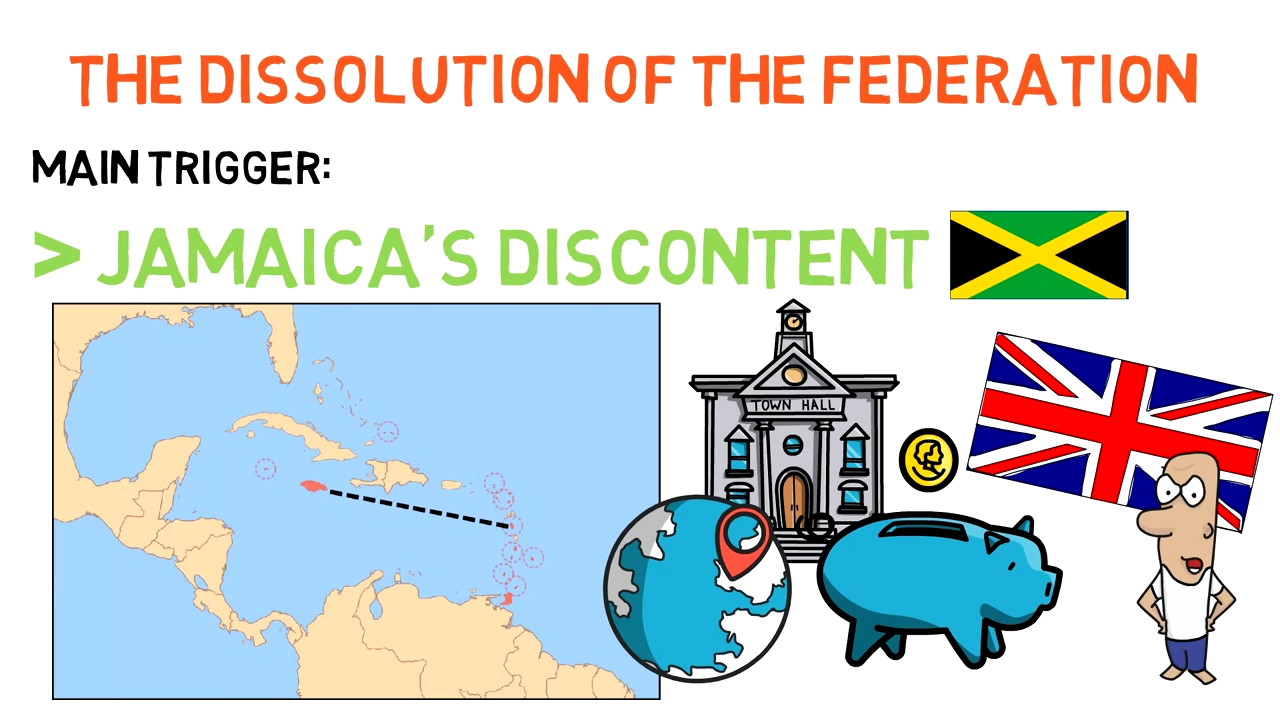 THE DISSOLUTION OF THE FEDERATION
MAIN TRIGGER:
> JAMAICA'S DISCONTENT
TOWN HALL